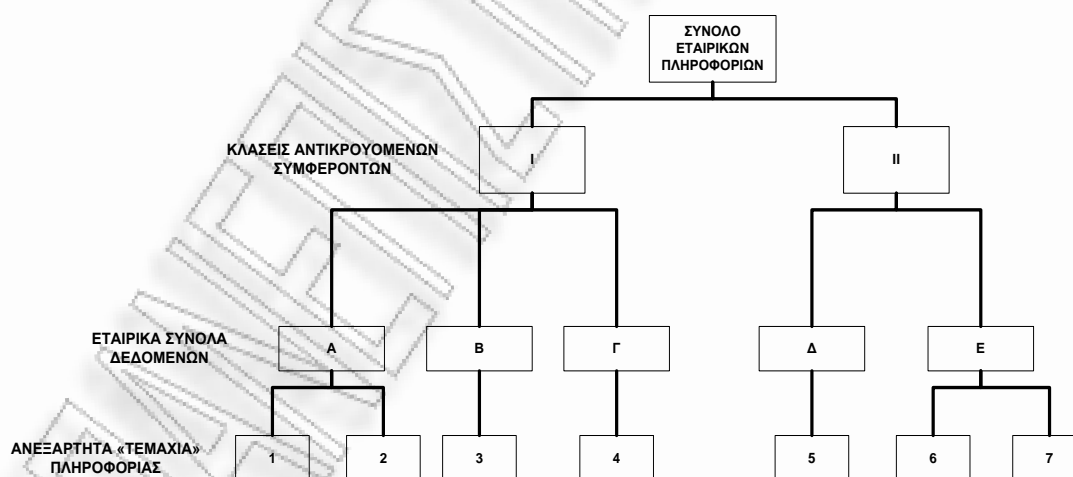 ΣΥΝΟΛΟ
ΕΤΑΙΡΙΚΩΝ
ΠΛΗΡΟΦΟΡΙΩΝ
ΚΛΑΣΕΙΣ ΑΝΤΙΚΡΟΥΟΜΕΝΩΝ
ΣΥΜΦΕΡΟΝΤΩΝ
I
II
ΕΤΑΙΡΙΚΑ ΣΥΝΟΛΑ
ΔΕΔΟΜΕΝΩΝ
Α
Β
Γ
Δ
Ε
ΑΝΕΞΑΡΤΗΤΑ «ΤΕΜΑΧΙΑ»
ΠΛΗΡΟΦΟΡΙΑΣ
1
2
3
4
5
6
7